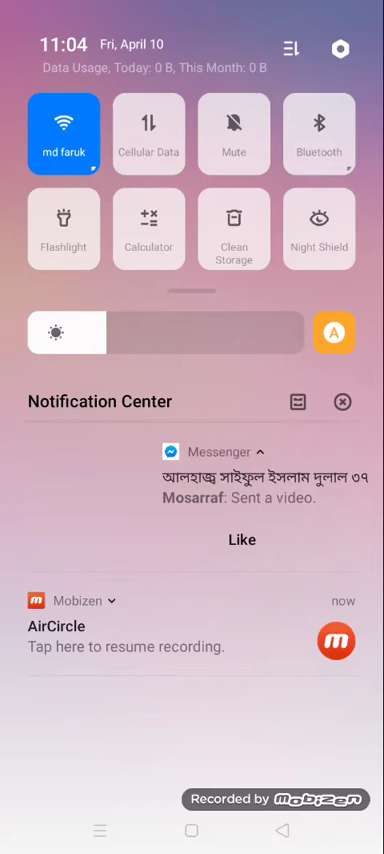 11:04 Fri, April 10
Data Usage, Today: 0 B, This Month: 0 B
md faruk
Cellular Data
Mute
Bluetooth
Flashlight
Calculator
Clean
Storage
Night Shield
A
Notification Center
Messenger
আলহাজ্ব সাইফুল ইসলাম দুলাল ৩৭
Mosarraf: Sent a video.
Like
Mobizen
now
AirCircle
Tap here to resume recording.
Recorded by mobizen